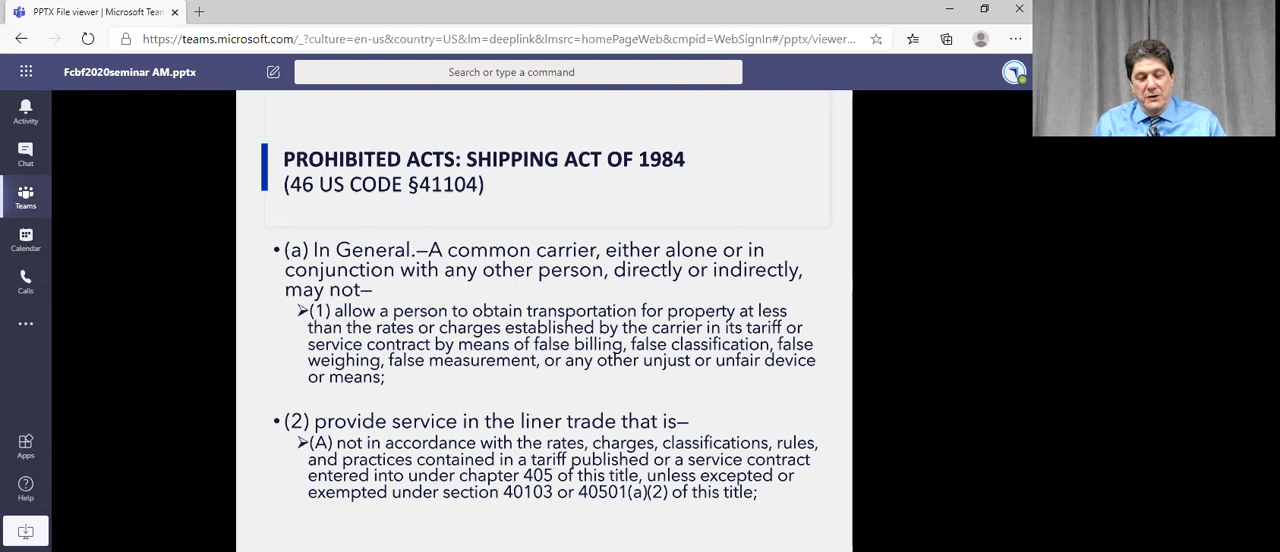 PPTX File viewer | Microsoft Team
https://teams.microsoft.com/_?culture=en-us&country=US&lm=deeplink&lmsrc=homePageWeb&cmpid=WebSignIn#/pptx/viewer...
Fcbf2020seminar AM.pptx
Search or type a command
Activity
Chat
Teams
Calendar
Calls
Apps
Help
PROHIBITED ACTS: SHIPPING ACT OF 1984
(46 US CODE §41104)
• (a) In General.—A common carrier, either alone or in
conjunction with any other person, directly or indirectly,
may not—
➢(1) allow a person to obtain transportation for property at less
than the rates or charges established by the carrier in its tariff or
service contract by means of false billing, false classification, false
weighing, false measurement, or any other unjust or unfair device
or means;
• (2) provide service in the liner trade that is—
➢(A) not in accordance with the rates, charges, classifications, rules,
and practices contained in a tariff published or a service contract
entered into under chapter 405 of this title, unless excepted or
exempted under section 40103 or 40501(a)(2) of this title;